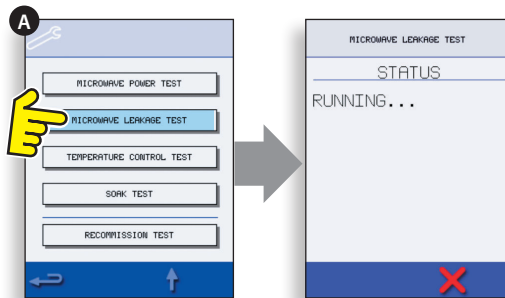 A
MICROWAVE POWER TEST
MICROWAVE LEAKAGE TEST
TEMPERATURE CONTROL TEST
SOAK TEST
RECOMMISSION TEST
MICROWAVE LEAKAGE TEST
STATUS
RUNNING...